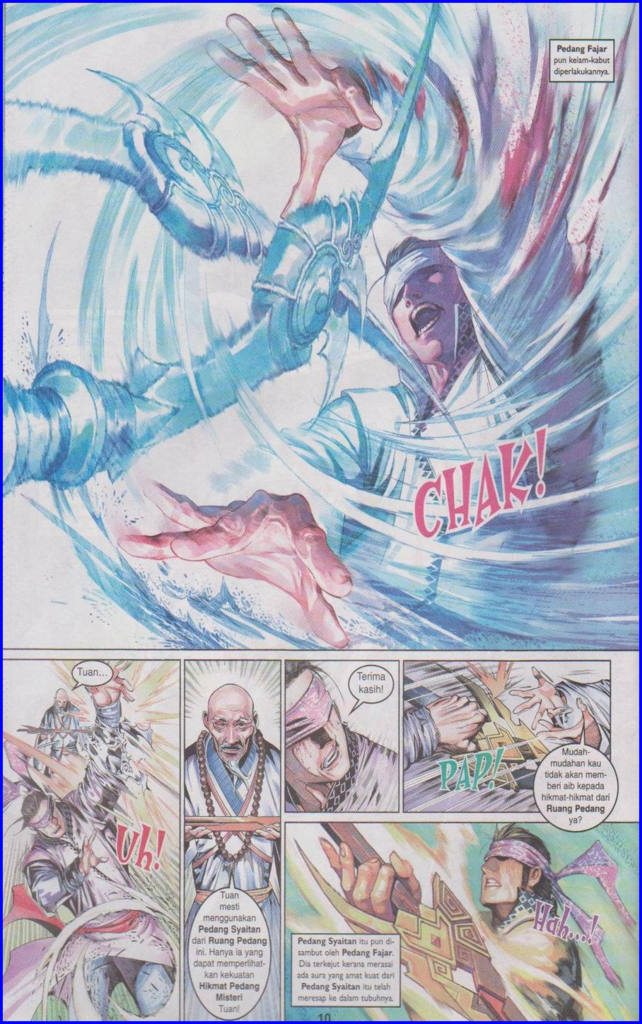 Pedang Fajar
pun kelam-kabut
diperlakukannya.
CHAK!
Tuan...
Uh!
Tuan
mesti
menggunakan
Pedang Syaitan
dari Ruang Pedang
ini. Hanya ia yang
dapat memperlihat-
kan kekuatan
Hikmat Pedang
Misteri
Tuan!
Terima
kasih!
PAP!
Mudah-
mudahan kau
tidak akan mem-
beri aib kepada
hikmat-hikmat dari
Ruang Pedang
ya?
Pedang Syaitan itu pun di-
sambut oleh Pedang Fajar.
Dia terkejut kerana merasai
ada aura yang amat kuat dari
Pedang Syaitan itu telah
meresap ke dalam tubuhnya.
Hah...!
10